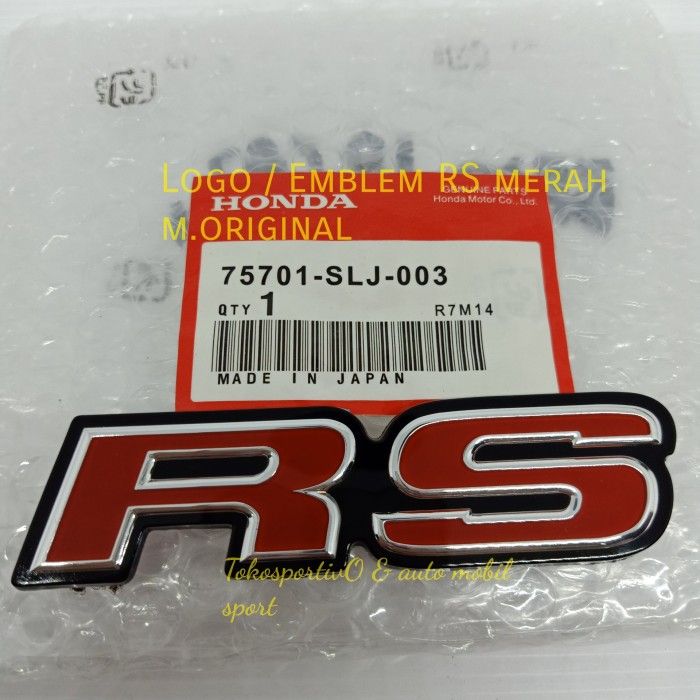 Logo / Emblem RS merah
GENUINE PARTS
HONDA
Honda Motor Co., Ltd.
M.ORIGINAL
75701-SLJ-003
QTY 1
R7M14
MADE IN JAPAN
RS
TokosportivO & auto mobil
sport